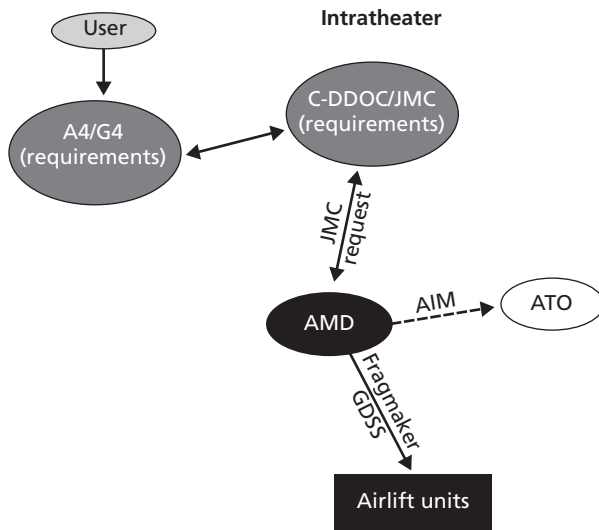 User
Intratheater
A4/G4
(requirements)
C-DDOC/JMC
(requirements)
JMC
request
AMD
AIM
ATO
Fragmaker
GDSS
Airlift units